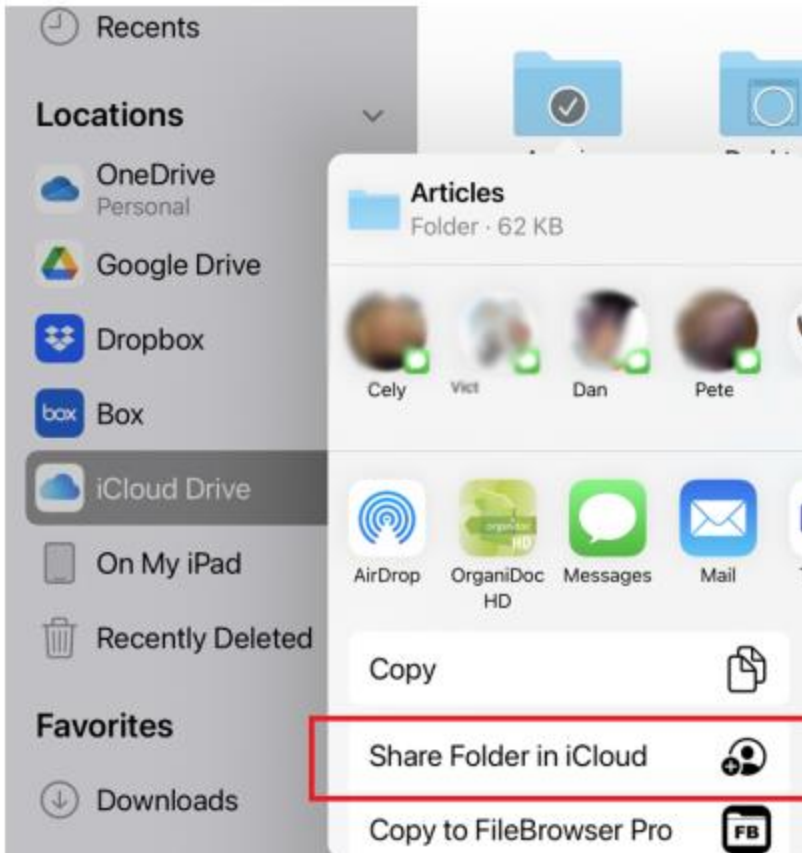 Recents
Locations
OneDrive
Personal
Google Drive
Dropbox
box
Box
iCloud Drive
On My iPad
Recently Deleted
Favorites
Downloads
Articles
Folder · 62 KB
Cely
Vict
Dan
Pete
AirDrop
OrganiDoc
HD
Messages
Mail
Copy
Share Folder in iCloud
Copy to FileBrowser Pro
FB